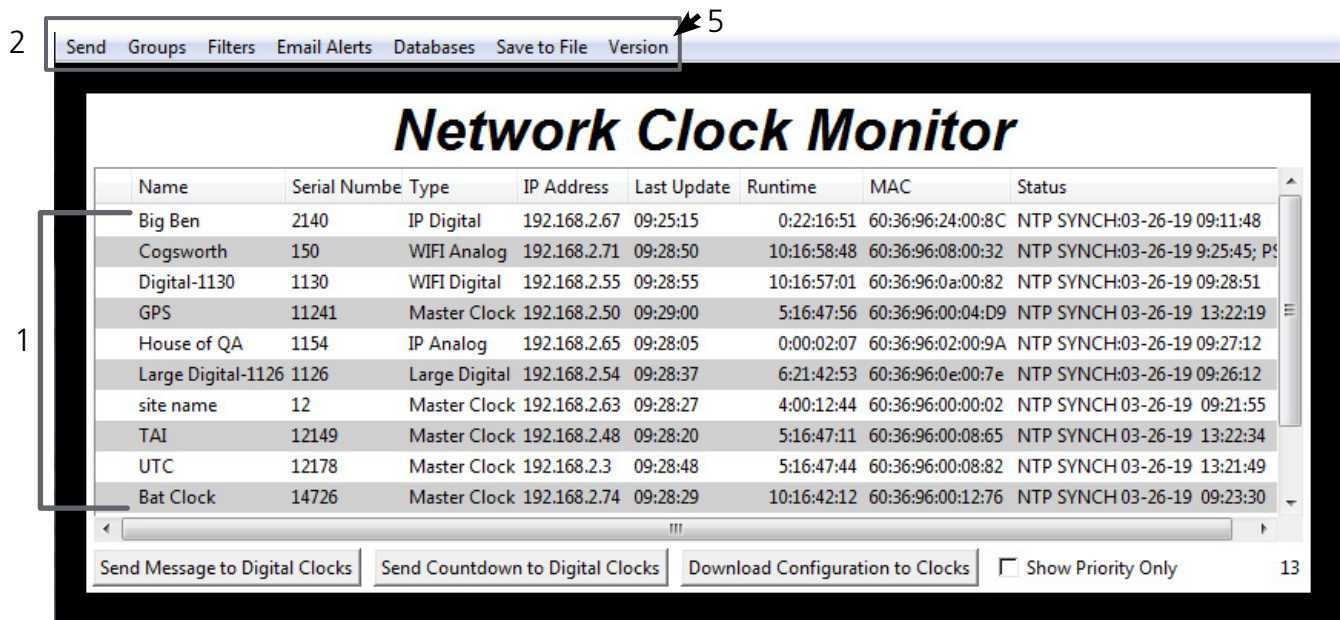 5
2
Send Groups Filters Email Alerts Databases Save to File Version
Network Clock Monitor
Name Serial Numbe Type IP Address Last Update Runtime MAC Status
Big Ben 2140 IP Digital 192.168.2.67 09:25:15 0:22:16:51 60:36:96:24:00:8C NTP SYNCH:03-26-19 09:11:48
Cogsworth 150 WIFI Analog 192.168.2.71 09:28:50 10:16:58:48 60:36:96:08:00:32 NTP SYNCH:03-26-19 9:25:45; PS
Digital-1130 1130 WIFI Digital 192.168.2.55 09:28:55 10:16:57:01 60:36:96:0a:00:82 NTP SYNCH:03-26-19 09:28:51
GPS 11241 Master Clock 192.168.2.50 09:29:00 5:16:47:56 60:36:96:00:04:D9 NTP SYNCH 03-26-19 13:22:19
1
House of QA 1154 IP Analog 192.168.2.65 09:28:05 0:00:02:07 60:36:96:02:00:9A NTP SYNCH:03-26-19 09:27:12
Large Digital-1126 1126 Large Digital 192.168.2.54 09:28:37 6:21:42:53 60:36:96:0e:00:7e NTP SYNCH:03-26-19 09:26:12
site name 12 Master Clock 192.168.2.63 09:28:27 4:00:12:44 60:36:96:00:00:02 NTP SYNCH 03-26-19 09:21:55
TAI 12149 Master Clock 192.168.2.48 09:28:20 5:16:47:11 60:36:96:00:08:65 NTP SYNCH 03-26-19 13:22:34
UTC 12178 Master Clock 192.168.2.3 09:28:48 5:16:47:44 60:36:96:00:08:82 NTP SYNCH 03-26-19 13:21:49
Bat Clock 14726 Master Clock 192.168.2.74 09:28:29 10:16:42:12 60:36:96:00:12:76 NTP SYNCH 03-26-19 09:23:30
Send Message to Digital Clocks Send Countdown to Digital Clocks Download Configuration to Clocks Show Priority Only 13